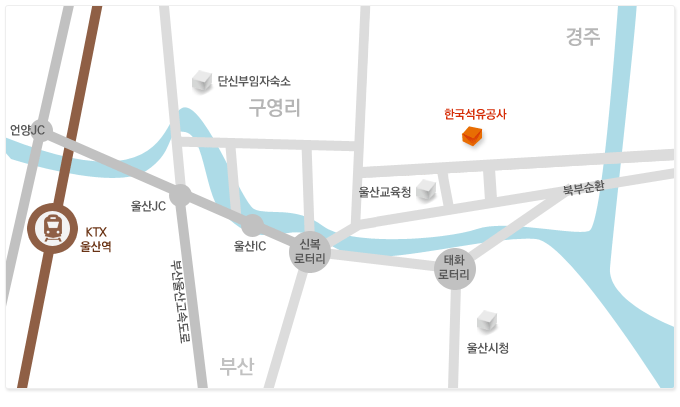 경주
단신부임자숙소
구영리
한국석유공사
언양JC
울산교육청
북부순환
울산JC
KTX
울산역
울산IC
신복
로터리
태화
로터리
부산울산고속도로
울산시청
부산